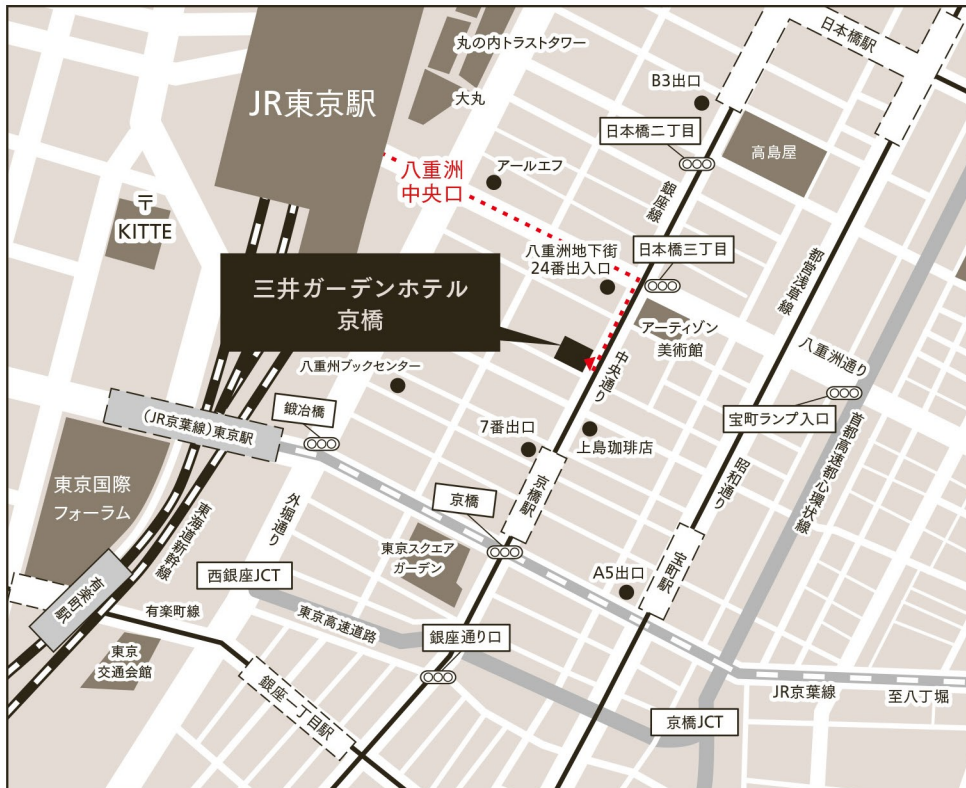 日本橋駅
丸の内トラストタワー
B3出口
JR東京駅
大丸
日本橋二丁目
高島屋
八重洲
中央口
アールエフ
銀座線
〒
KITTE
八重洲地下街
24番出入口
日本橋三丁目
都営浅草線
三井ガーデンホテル
京橋
アーティゾン
美術館
八重洲通り
中央通り
八重州ブックセンター
鍛冶橋
宝町ランプ入口
(JR京葉線)東京駅
7番出口
上島珈琲店
首都高速都心環状線
昭和通り
東京国際
フォーラム
東海道新幹線
外堀通り
京橋
京橋駅
東京スクエア
ガーデン
宝町駅
西銀座JCT
A5出口
有楽町駅
有楽町線
東京高速道路
銀座通り口
東京
交通会館
銀座一丁目駅
JR京葉線
至八丁堀
京橋JCT